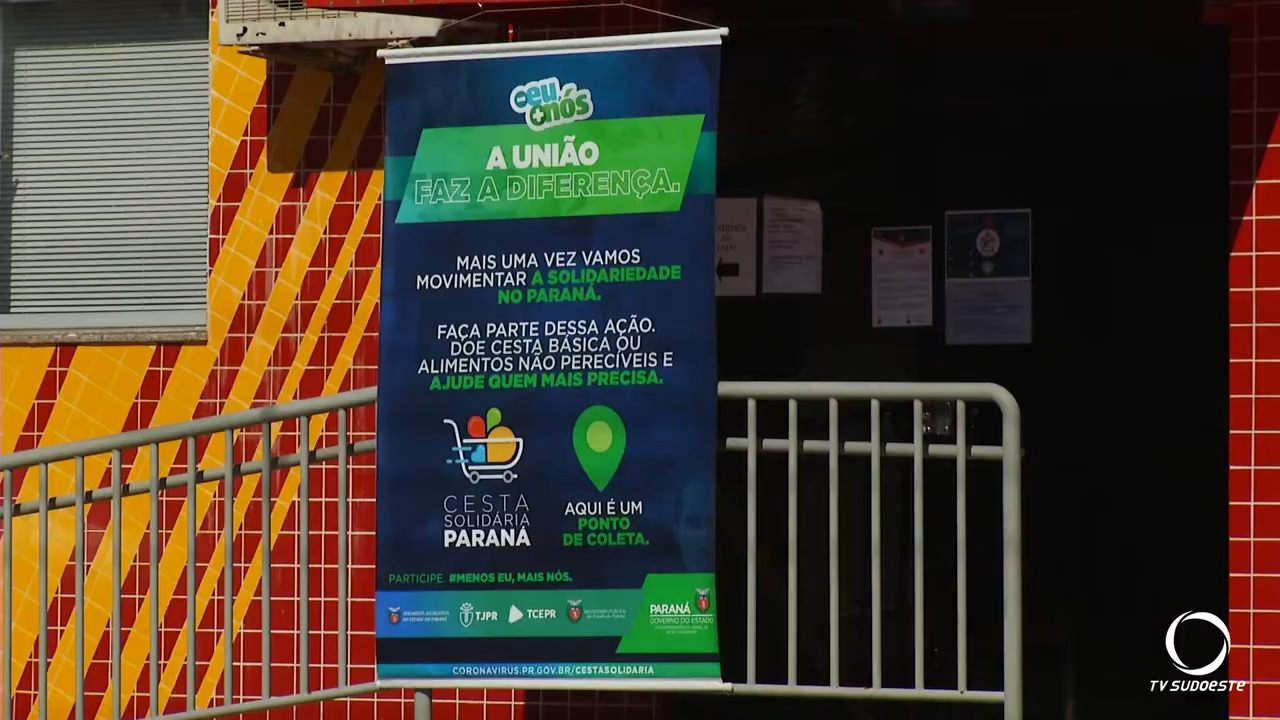 -eu
+nós
A UNIÃO
FAZ A DIFERENÇA.
MAIS UMA VEZ VAMOS
MOVIMENTAR A SOLIDARIEDADE
NO PARANÁ.
FAÇA PARTE DESSA AÇÃO.
DOE CESTA BÁSICA OU
ALIMENTOS NÃO PERECÍVEIS E
AJUDE QUEM MAIS PRECISA.
CESTA
SOLIDÁRIA
PARANÁ
AQUI É UM
PONTO
DE COLETA.
PARTICIPE. #MENOS EU, MAIS NÓS.
TJPR
TCEPR
PARANÁ
GOVERNO DO ESTADO
CORONAVIRUS.PR.GOV.BR/CESTASOLIDARIA
TV SUDOESTE